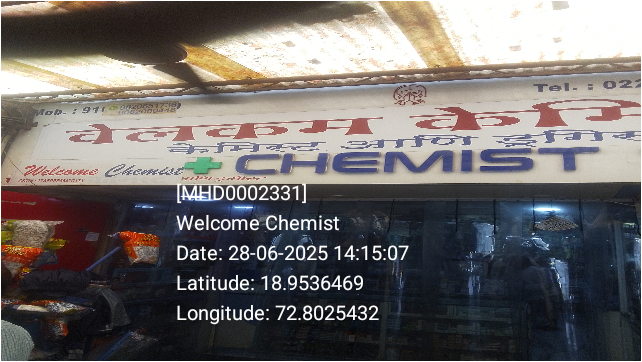 Mob. : 91
Tel. : 022
वेलकम केमि
केमिस्ट आणि ड्रगिस
Welcome Chemist
CHEMIST
[MHD0002331]
Welcome Chemist
Date: 28-06-2025 14:15:07
Latitude: 18.9536469
Longitude: 72.8025432